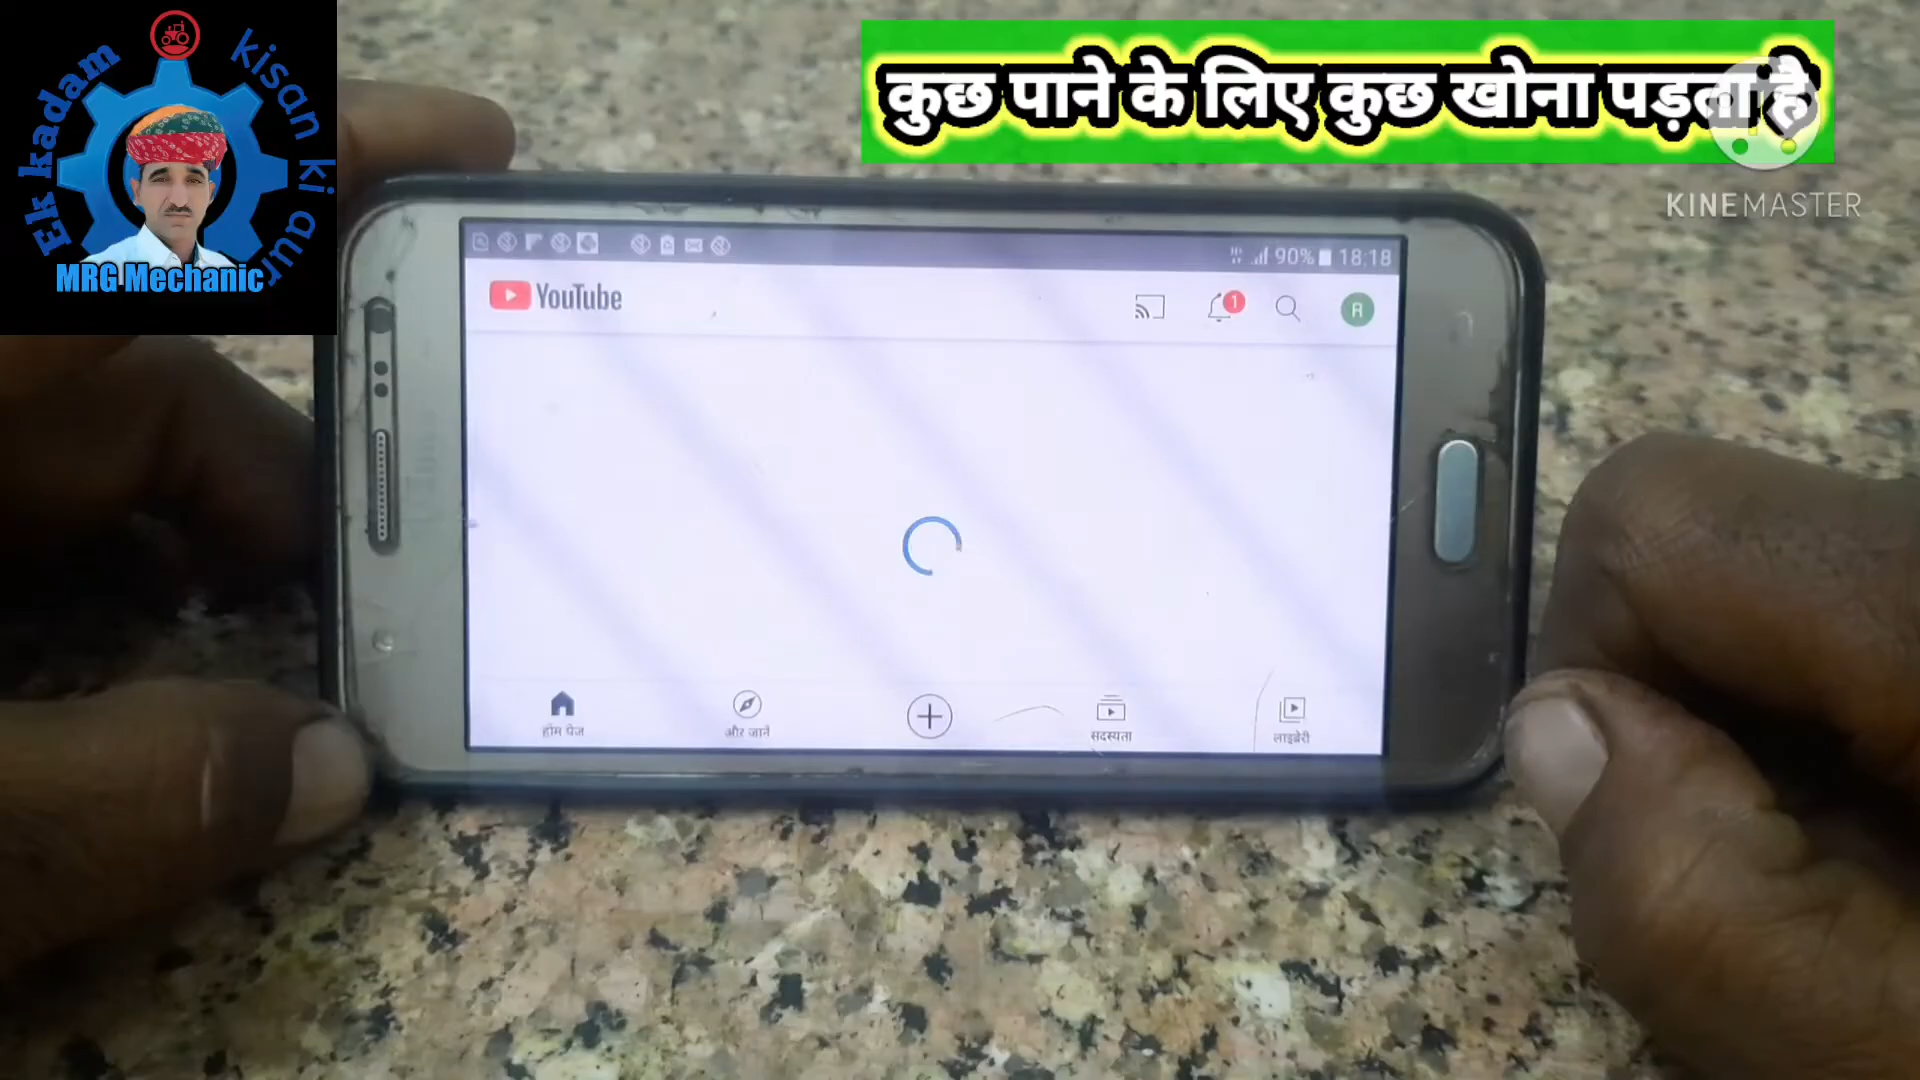 Ek kadam kisan ki aur
MRG Mechanic
कुछ पाने के लिए कुछ खोना पड़ता है
KINEMASTER
90% 18:18
YouTube
1
R
होम पेज
और जानें
सदस्यता
लाइब्रेरी